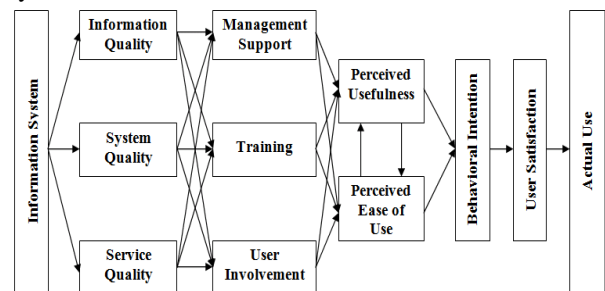 Information System
Information
Quality
System
Quality
Service
Quality
Management
Support
Training
User
Involvement
Perceived
Usefulness
Perceived
Ease of
Use
Behavioral Intention
User Satisfaction
Actual Use